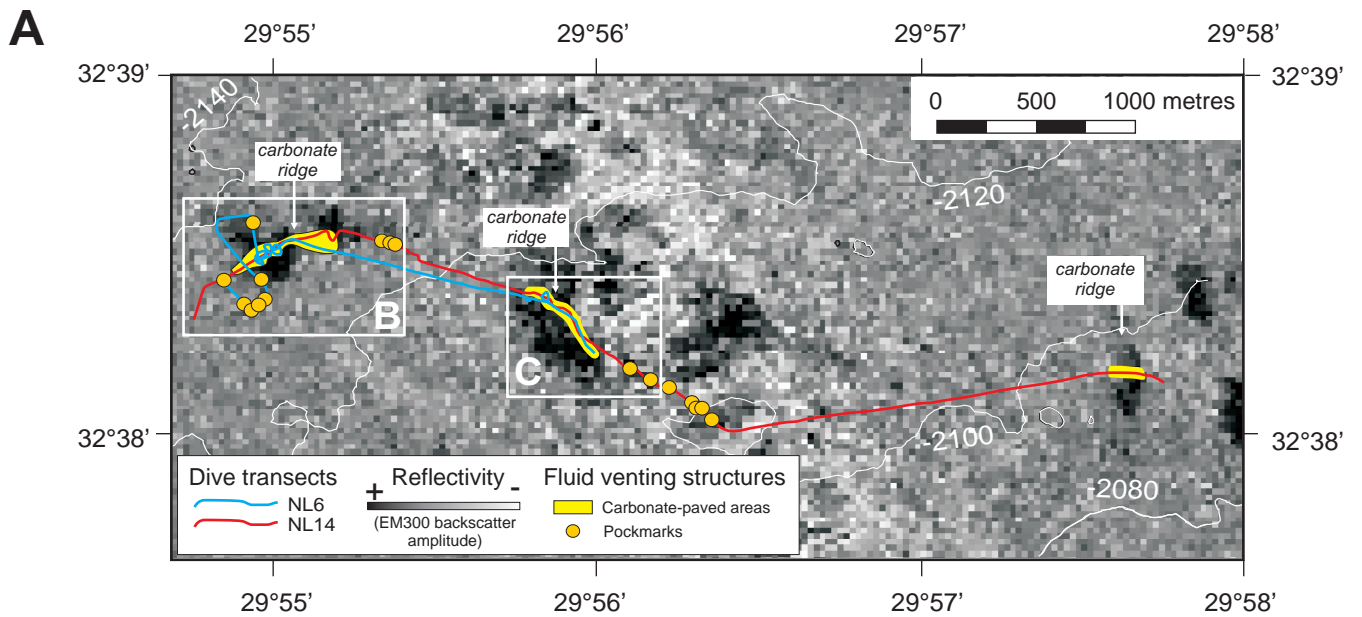 A
29°55’ 29°56’ 29°57’ 29°58’
32°39’ 32°39’
-2140
0 500 1000 metres
carbonate
ridge
-2120
carbonate
ridge
carbonate
ridge
B
C
32°38’ 32°38’
-2100
-2080
Dive transects
NL6
NL14
Reflectivity
+ -
(EM300 backscatter
amplitude)
Fluid venting structures
Carbonate-paved areas
Pockmarks
29°55’ 29°56’ 29°57’ 29°58’